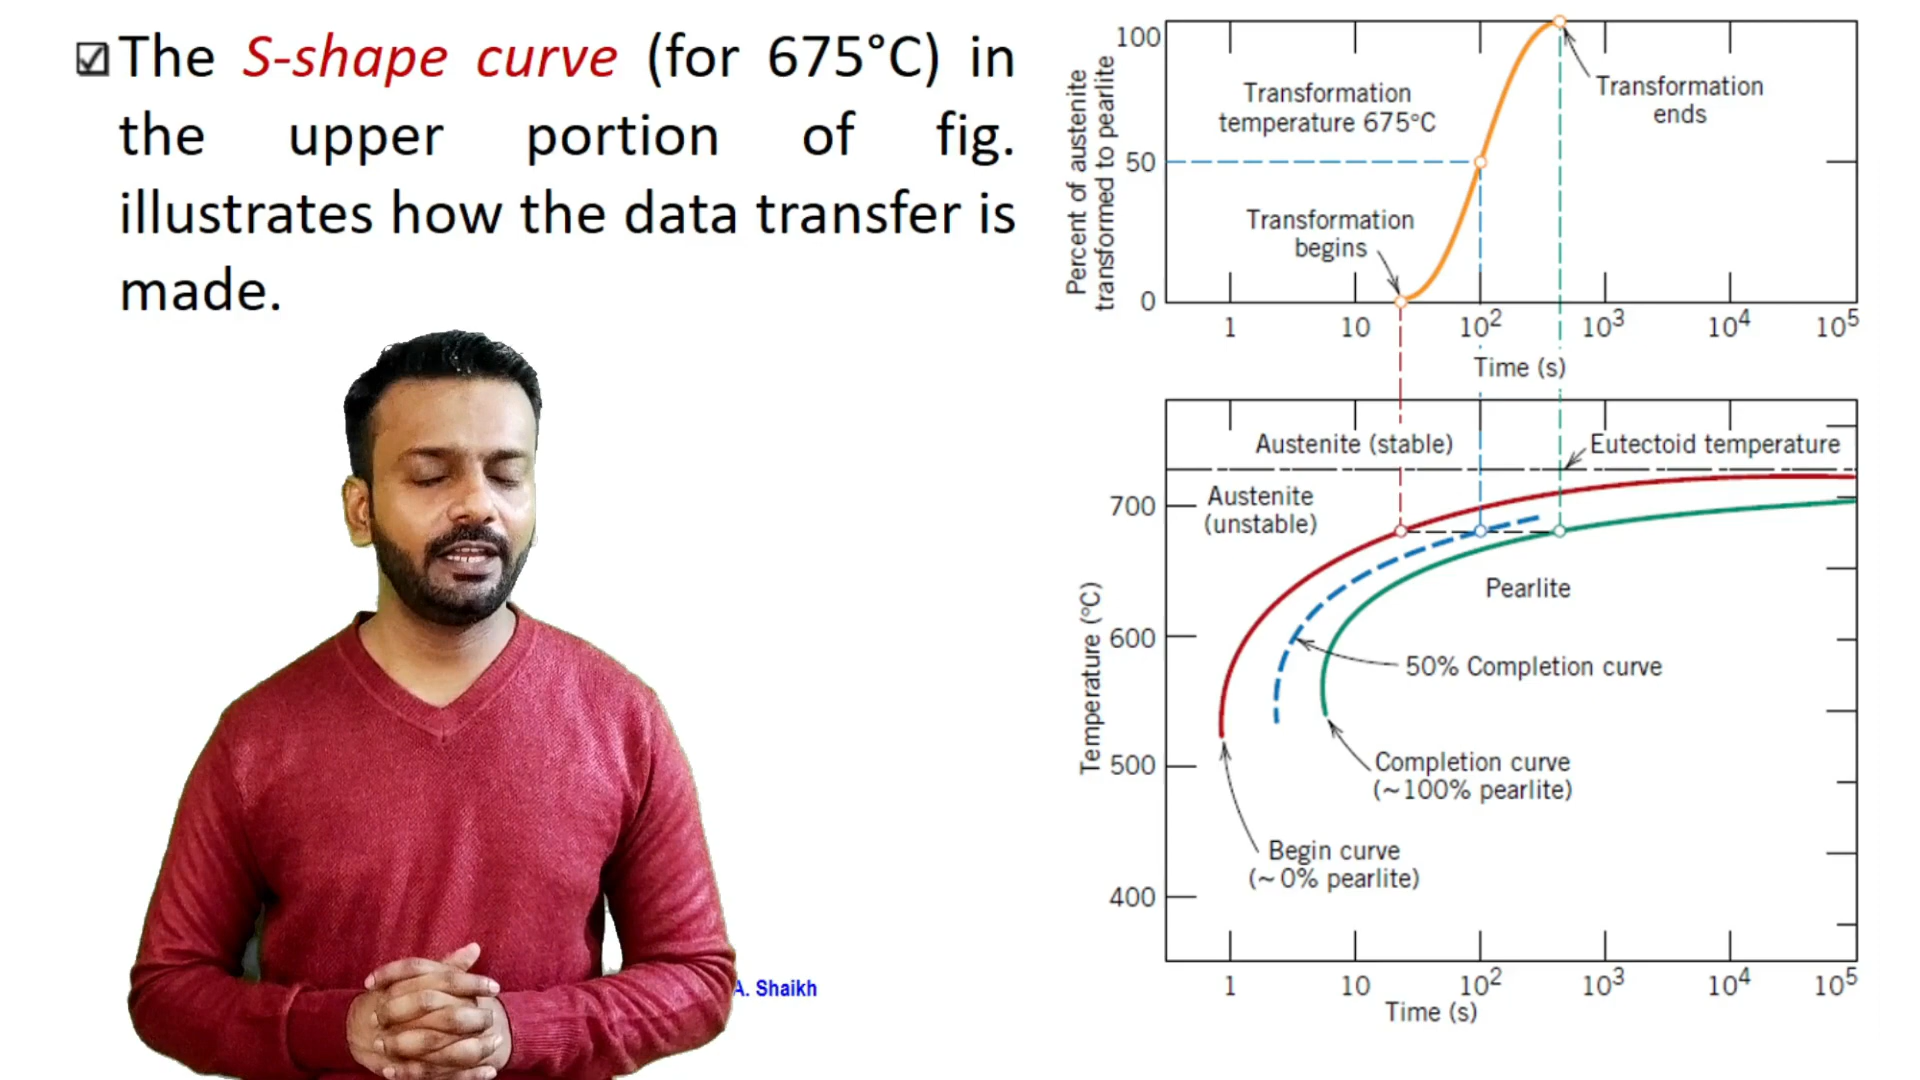 The S-shape curve (for 675°C) in
the upper portion of fig.
illustrates how the data transfer is
made.
A. Shaikh
Percent of austenite
transformed to pearlite
100
50
0
Transformation
temperature 675°C
Transformation
ends
Transformation
begins
1 10 10² 10³ 10⁴ 10⁵
Time (s)
Temperature (°C)
700
600
500
400
Austenite (stable)
Eutectoid temperature
Austenite
(unstable)
Pearlite
50% Completion curve
Completion curve
(~100% pearlite)
Begin curve
(~0% pearlite)
1 10 10² 10³ 10⁴ 10⁵
Time (s)